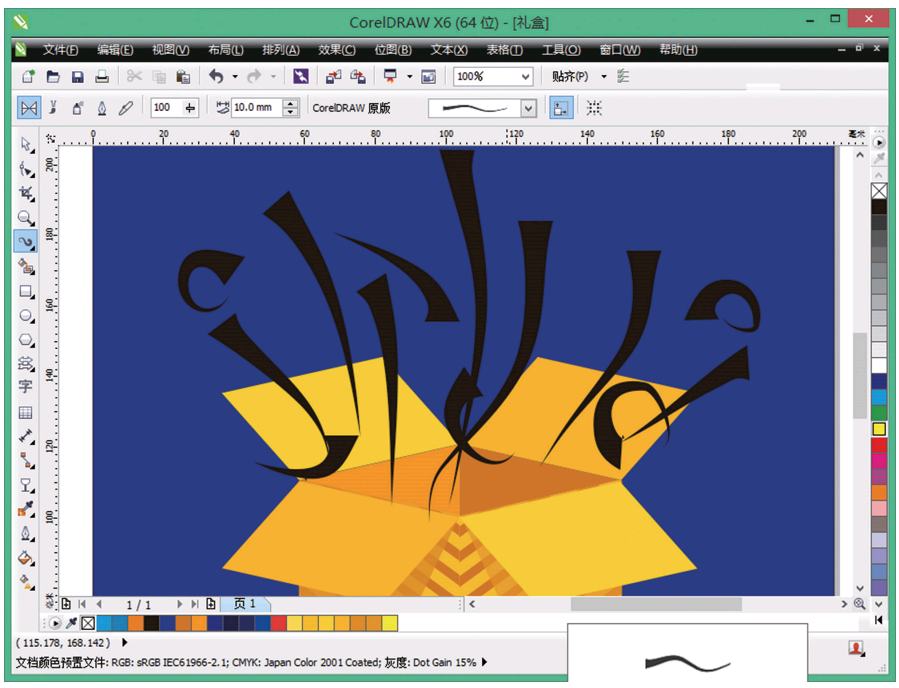 CorelDRAW X6 (64 位) - [礼盒]
文件(F) 编辑(E) 视图(V) 布局(L) 排列(A) 效果(C) 位图(B) 文本(X) 表格(T) 工具(O) 窗口(W) 帮助(H)
100% 贴齐(P)
100 10.0 mm CorelDRAW 原版
0 20 40 60 80 100 120 140 160 180 200 毫米
200
180
160
140
120
100
字
毫米
1 / 1 页 1
( 115.178, 168.142 )
文档颜色预置文件: RGB: sRGB IEC61966-2.1; CMYK: Japan Color 2001 Coated; 灰度: Dot Gain 15%